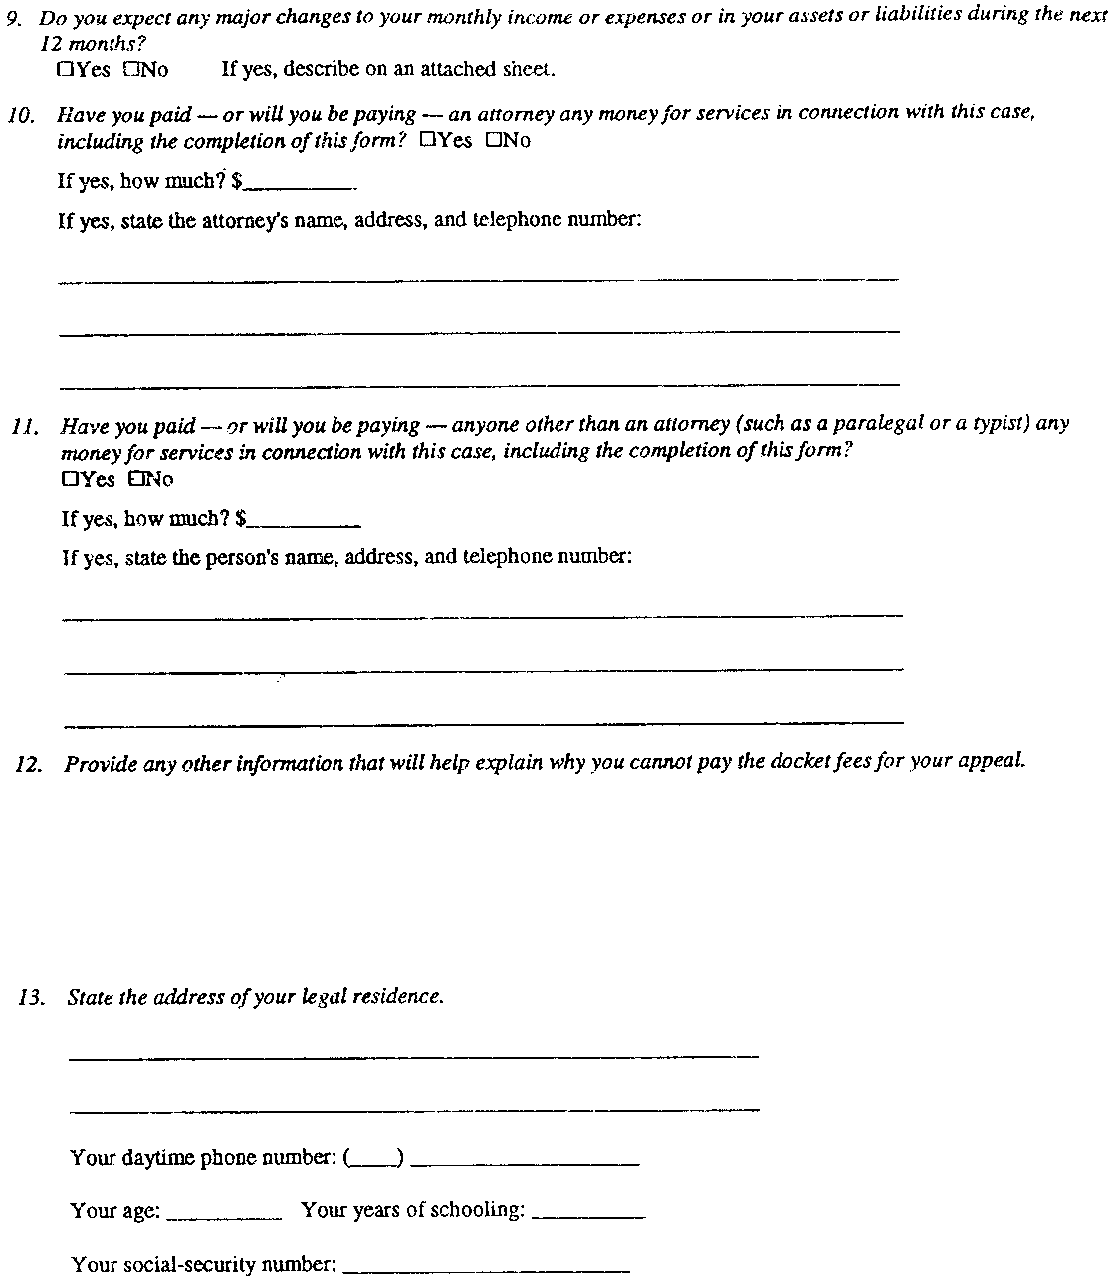 9. Do you expect any major changes to your monthly income or expenses or in your assets or liabilities during the next
12 months?
☐Yes ☐No If yes, describe on an attached sheet.
10. Have you paid — or will you be paying — an attorney any money for services in connection with this case,
including the completion of this form? ☐Yes ☐No
If yes, how much? $__________
If yes, state the attorney's name, address, and telephone number:
11. Have you paid — or will you be paying — anyone other than an attorney (such as a paralegal or a typist) any
money for services in connection with this case, including the completion of this form?
☐Yes ☐No
If yes, how much? $__________
If yes, state the person's name, address, and telephone number:
12. Provide any other information that will help explain why you cannot pay the docket fees for your appeal.
13. State the address of your legal residence.
Your daytime phone number: (____) ____________________
Your age: __________ Your years of schooling: __________
Your social-security number: _________________________